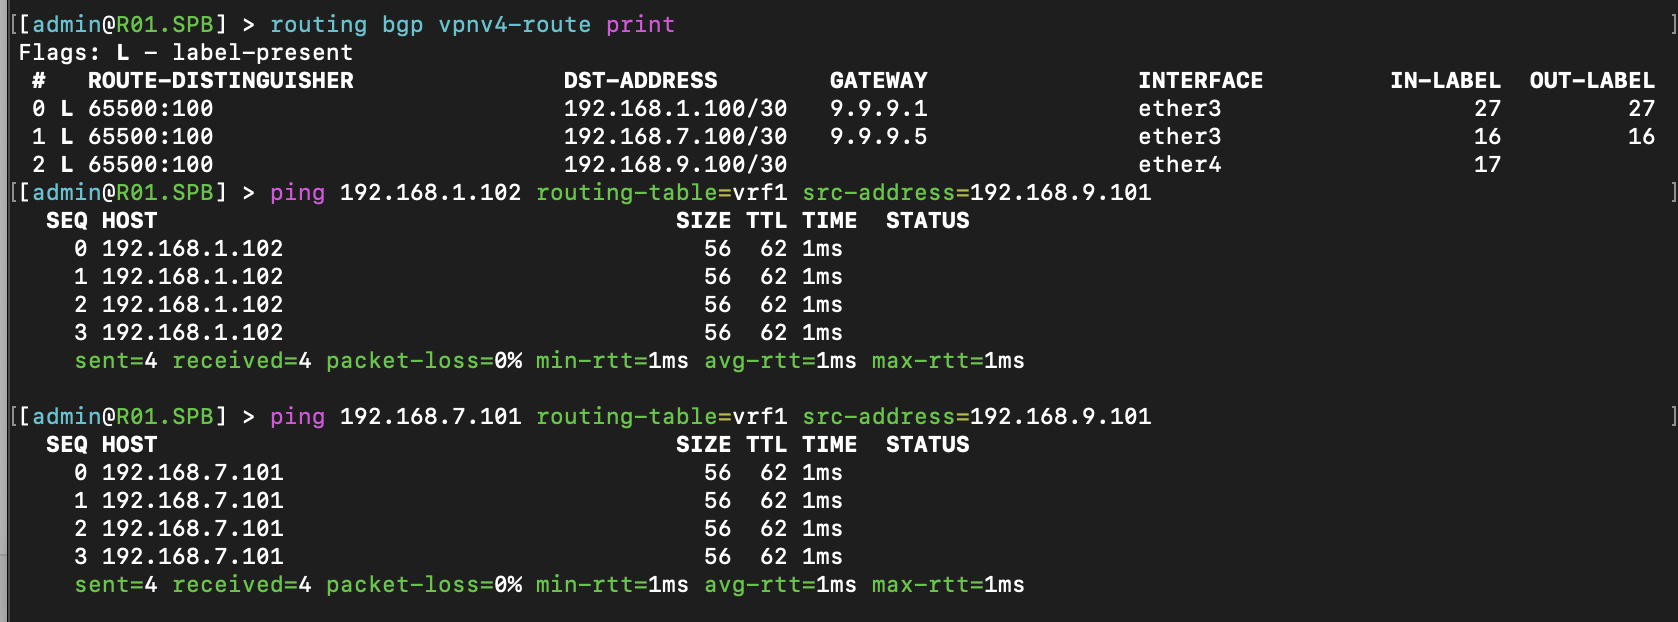 [[admin@R01.SPB] > routing bgp vpnv4-route print ]
Flags: L - label-present
# ROUTE-DISTINGUISHER DST-ADDRESS GATEWAY INTERFACE IN-LABEL OUT-LABEL
0 L 65500:100 192.168.1.100/30 9.9.9.1 ether3 27 27
1 L 65500:100 192.168.7.100/30 9.9.9.5 ether3 16 16
2 L 65500:100 192.168.9.100/30 ether4 17
[[admin@R01.SPB] > ping 192.168.1.102 routing-table=vrf1 src-address=192.168.9.101 ]
SEQ HOST SIZE TTL TIME STATUS
0 192.168.1.102 56 62 1ms
1 192.168.1.102 56 62 1ms
2 192.168.1.102 56 62 1ms
3 192.168.1.102 56 62 1ms
sent=4 received=4 packet-loss=0% min-rtt=1ms avg-rtt=1ms max-rtt=1ms
[[admin@R01.SPB] > ping 192.168.7.101 routing-table=vrf1 src-address=192.168.9.101 ]
SEQ HOST SIZE TTL TIME STATUS
0 192.168.7.101 56 62 1ms
1 192.168.7.101 56 62 1ms
2 192.168.7.101 56 62 1ms
3 192.168.7.101 56 62 1ms
sent=4 received=4 packet-loss=0% min-rtt=1ms avg-rtt=1ms max-rtt=1ms